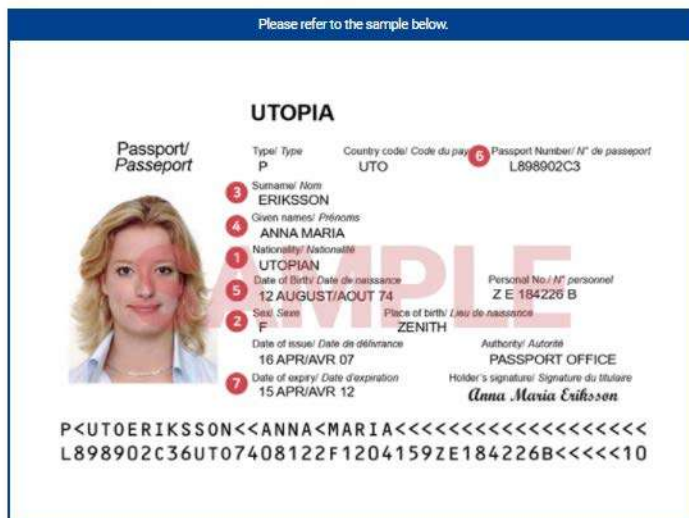 Please refer to the sample below.
UTOPIA
Passport/
Passeport
Type/ Type
P
Country code/ Code du pay
UTO
6
Passport Number/ N° de passeport
L898902C3
3
Surname/ Nom
ERIKSSON
4
Given names/ Prénoms
ANNA MARIA
1
Nationality/ Nationalité
UTOPIAN
5
Date of Birth/ Date de naissance
12 AUGUST/AOUT 74
Personal No./ N° personnel
Z E 184226 B
2
Sex/ Sexe
F
Place of birth/ Lieu de naissance
ZENITH
Date of issue/ Date de délivrance
16 APR/AVR 07
Authority/ Autorité
PASSPORT OFFICE
7
Date of expiry/ Date d'expiration
15 APR/AVR 12
Holder's signature/ Signature du titulaire
Anna Maria Eriksson
SAMPLE
P<UTOERIKSSON<<ANNA<MARIA<<<<<<<<<<<<<<<<<<<
L898902C36UTO7408122F1204159ZE184226B<<<<<10